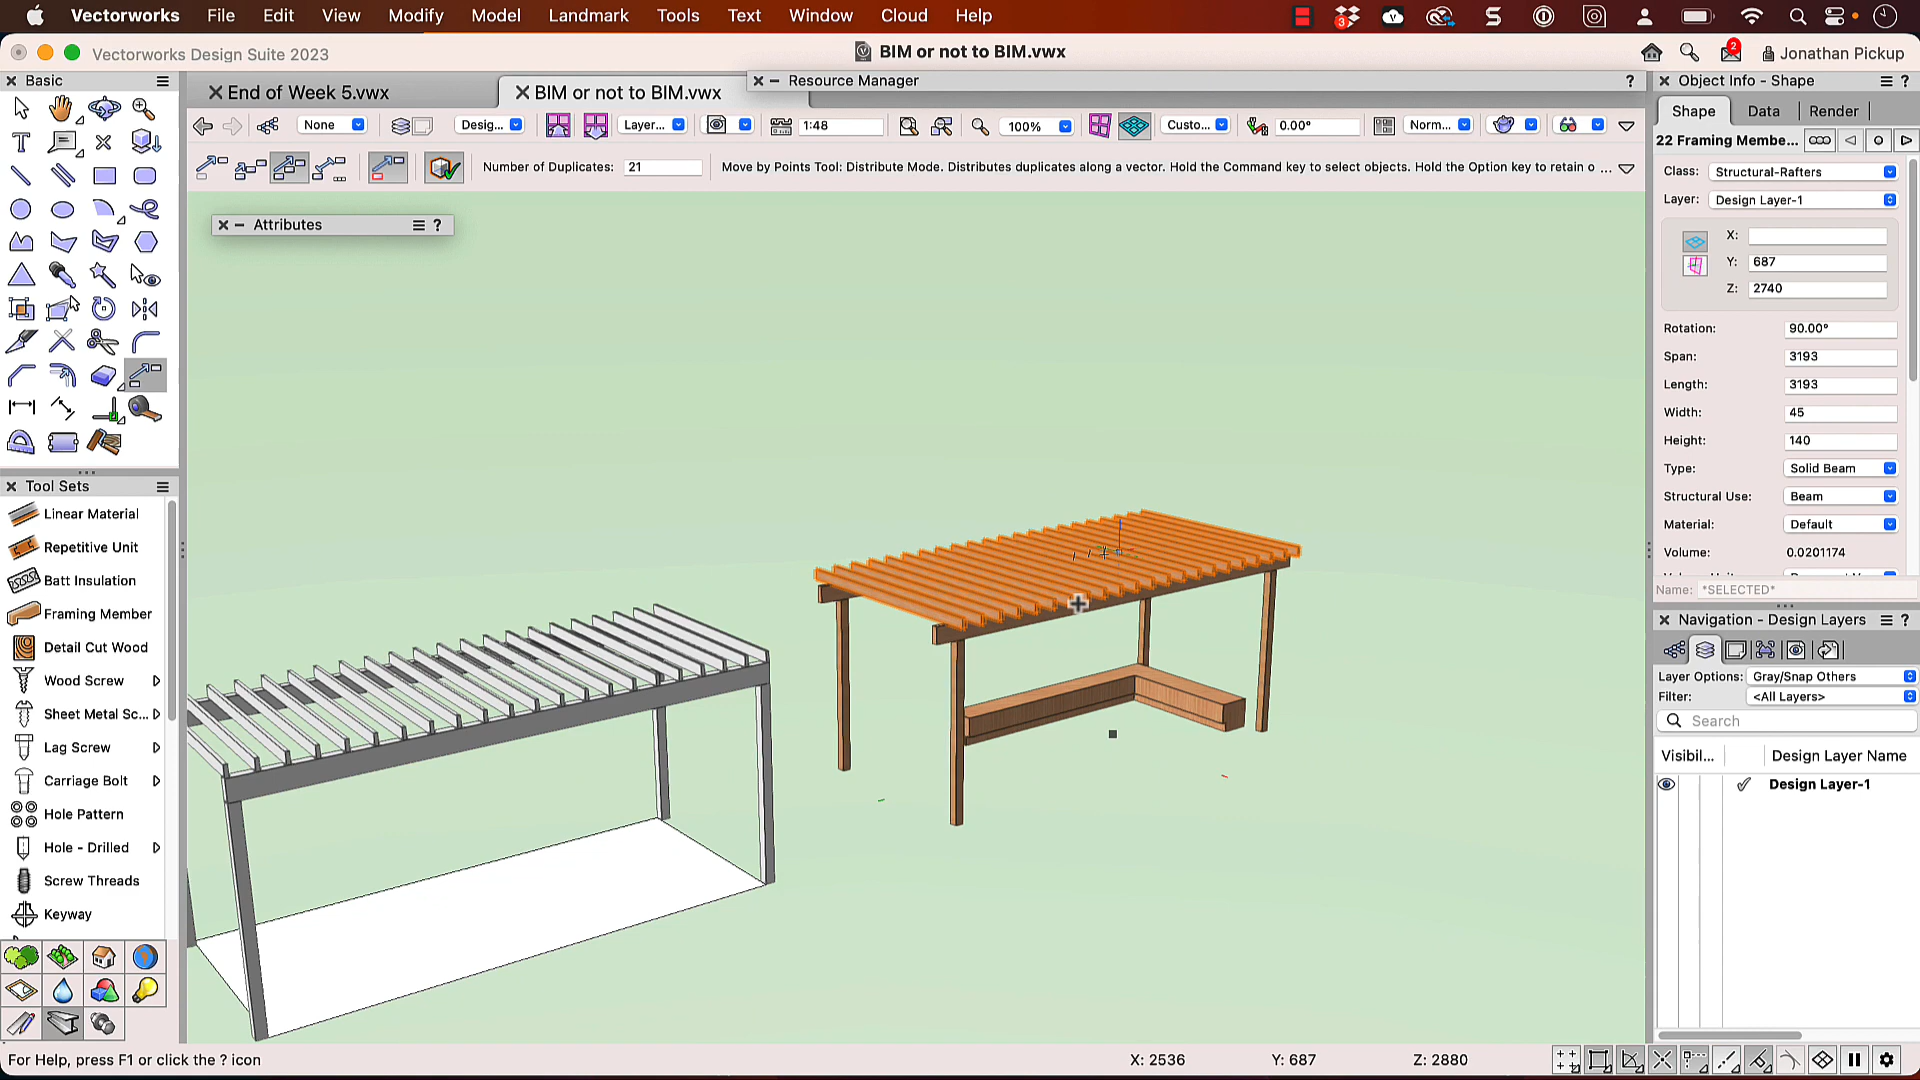 Vectorworks File Edit View Modify Model Landmark Tools Text Window Cloud Help
3
Vectorworks Design Suite 2023
BIM or not to BIM.vwx
2
Jonathan Pickup
Basic
End of Week 5.vwx
BIM or not to BIM.vwx
Resource Manager
?
Object Info - Shape
?
None
Desig...
Layer...
1:48
100%
Custo...
0.00°
Norm...
Shape Data Render
22 Framing Membe...
Number of Duplicates: 21
Move by Points Tool: Distribute Mode. Distributes duplicates along a vector. Hold the Command key to select objects. Hold the Option key to retain o ...
Class: Structural-Rafters
Layer: Design Layer-1
Attributes
?
X:
Y: 687
Z: 2740
Rotation: 90.00°
Span: 3193
Length: 3193
Width: 45
Height: 140
Type: Solid Beam
Structural Use: Beam
Material: Default
Volume: 0.0201174
Name: *SELECTED*
Tool Sets
Linear Material
Repetitive Unit
Batt Insulation
Framing Member
Detail Cut Wood
Wood Screw
Sheet Metal Sc...
Lag Screw
Carriage Bolt
Hole Pattern
Hole - Drilled
Screw Threads
Keyway
Navigation - Design Layers
?
Layer Options: Gray/Snap Others
Filter: <All Layers>
Search
Visibil... Design Layer Name
Design Layer-1
For Help, press F1 or click the ? icon
X: 2536 Y: 687 Z: 2880